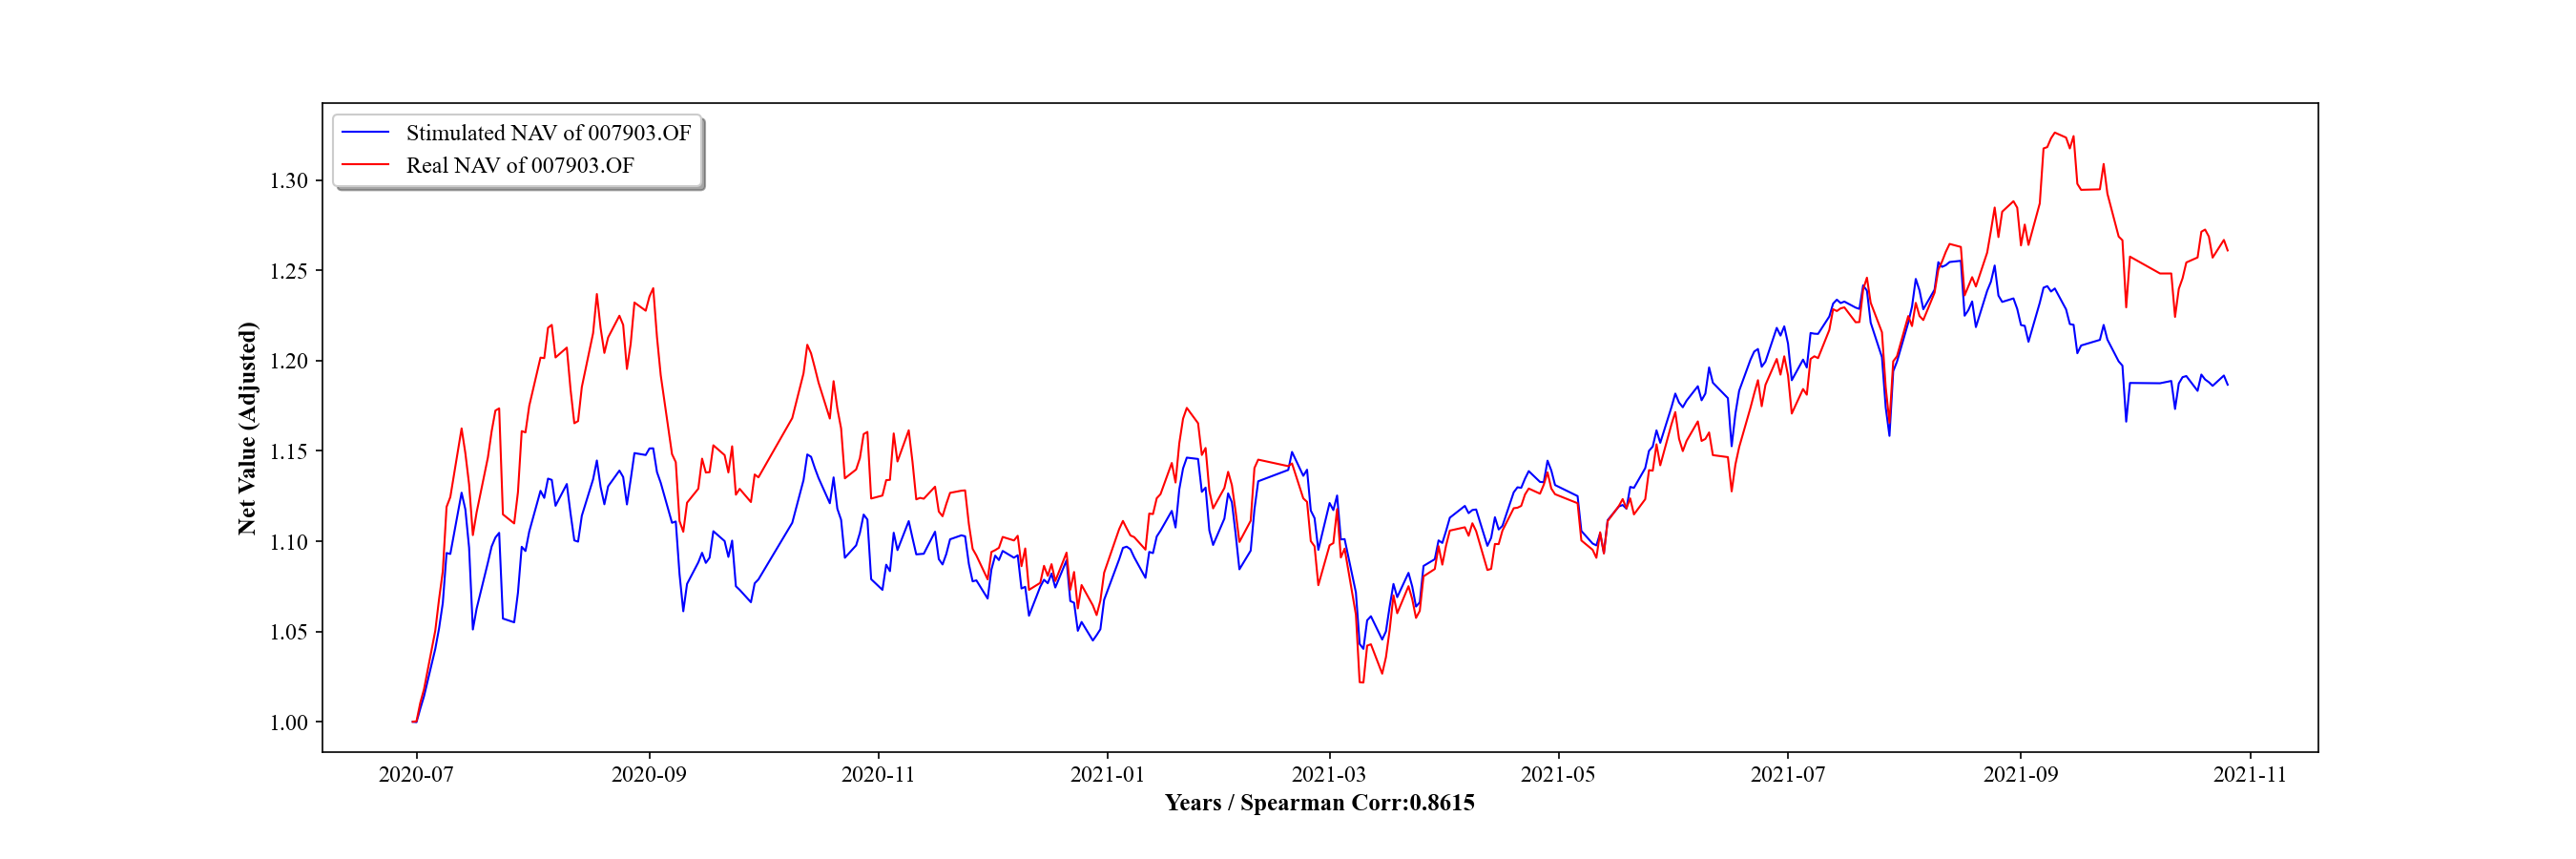 Stimulated NAV of 007903.OF
Real NAV of 007903.OF
Net Value (Adjusted)
1.30
1.25
1.20
1.15
1.10
1.05
1.00
2020-07 2020-09 2020-11 2021-01 2021-03 2021-05 2021-07 2021-09 2021-11
Years / Spearman Corr:0.8615